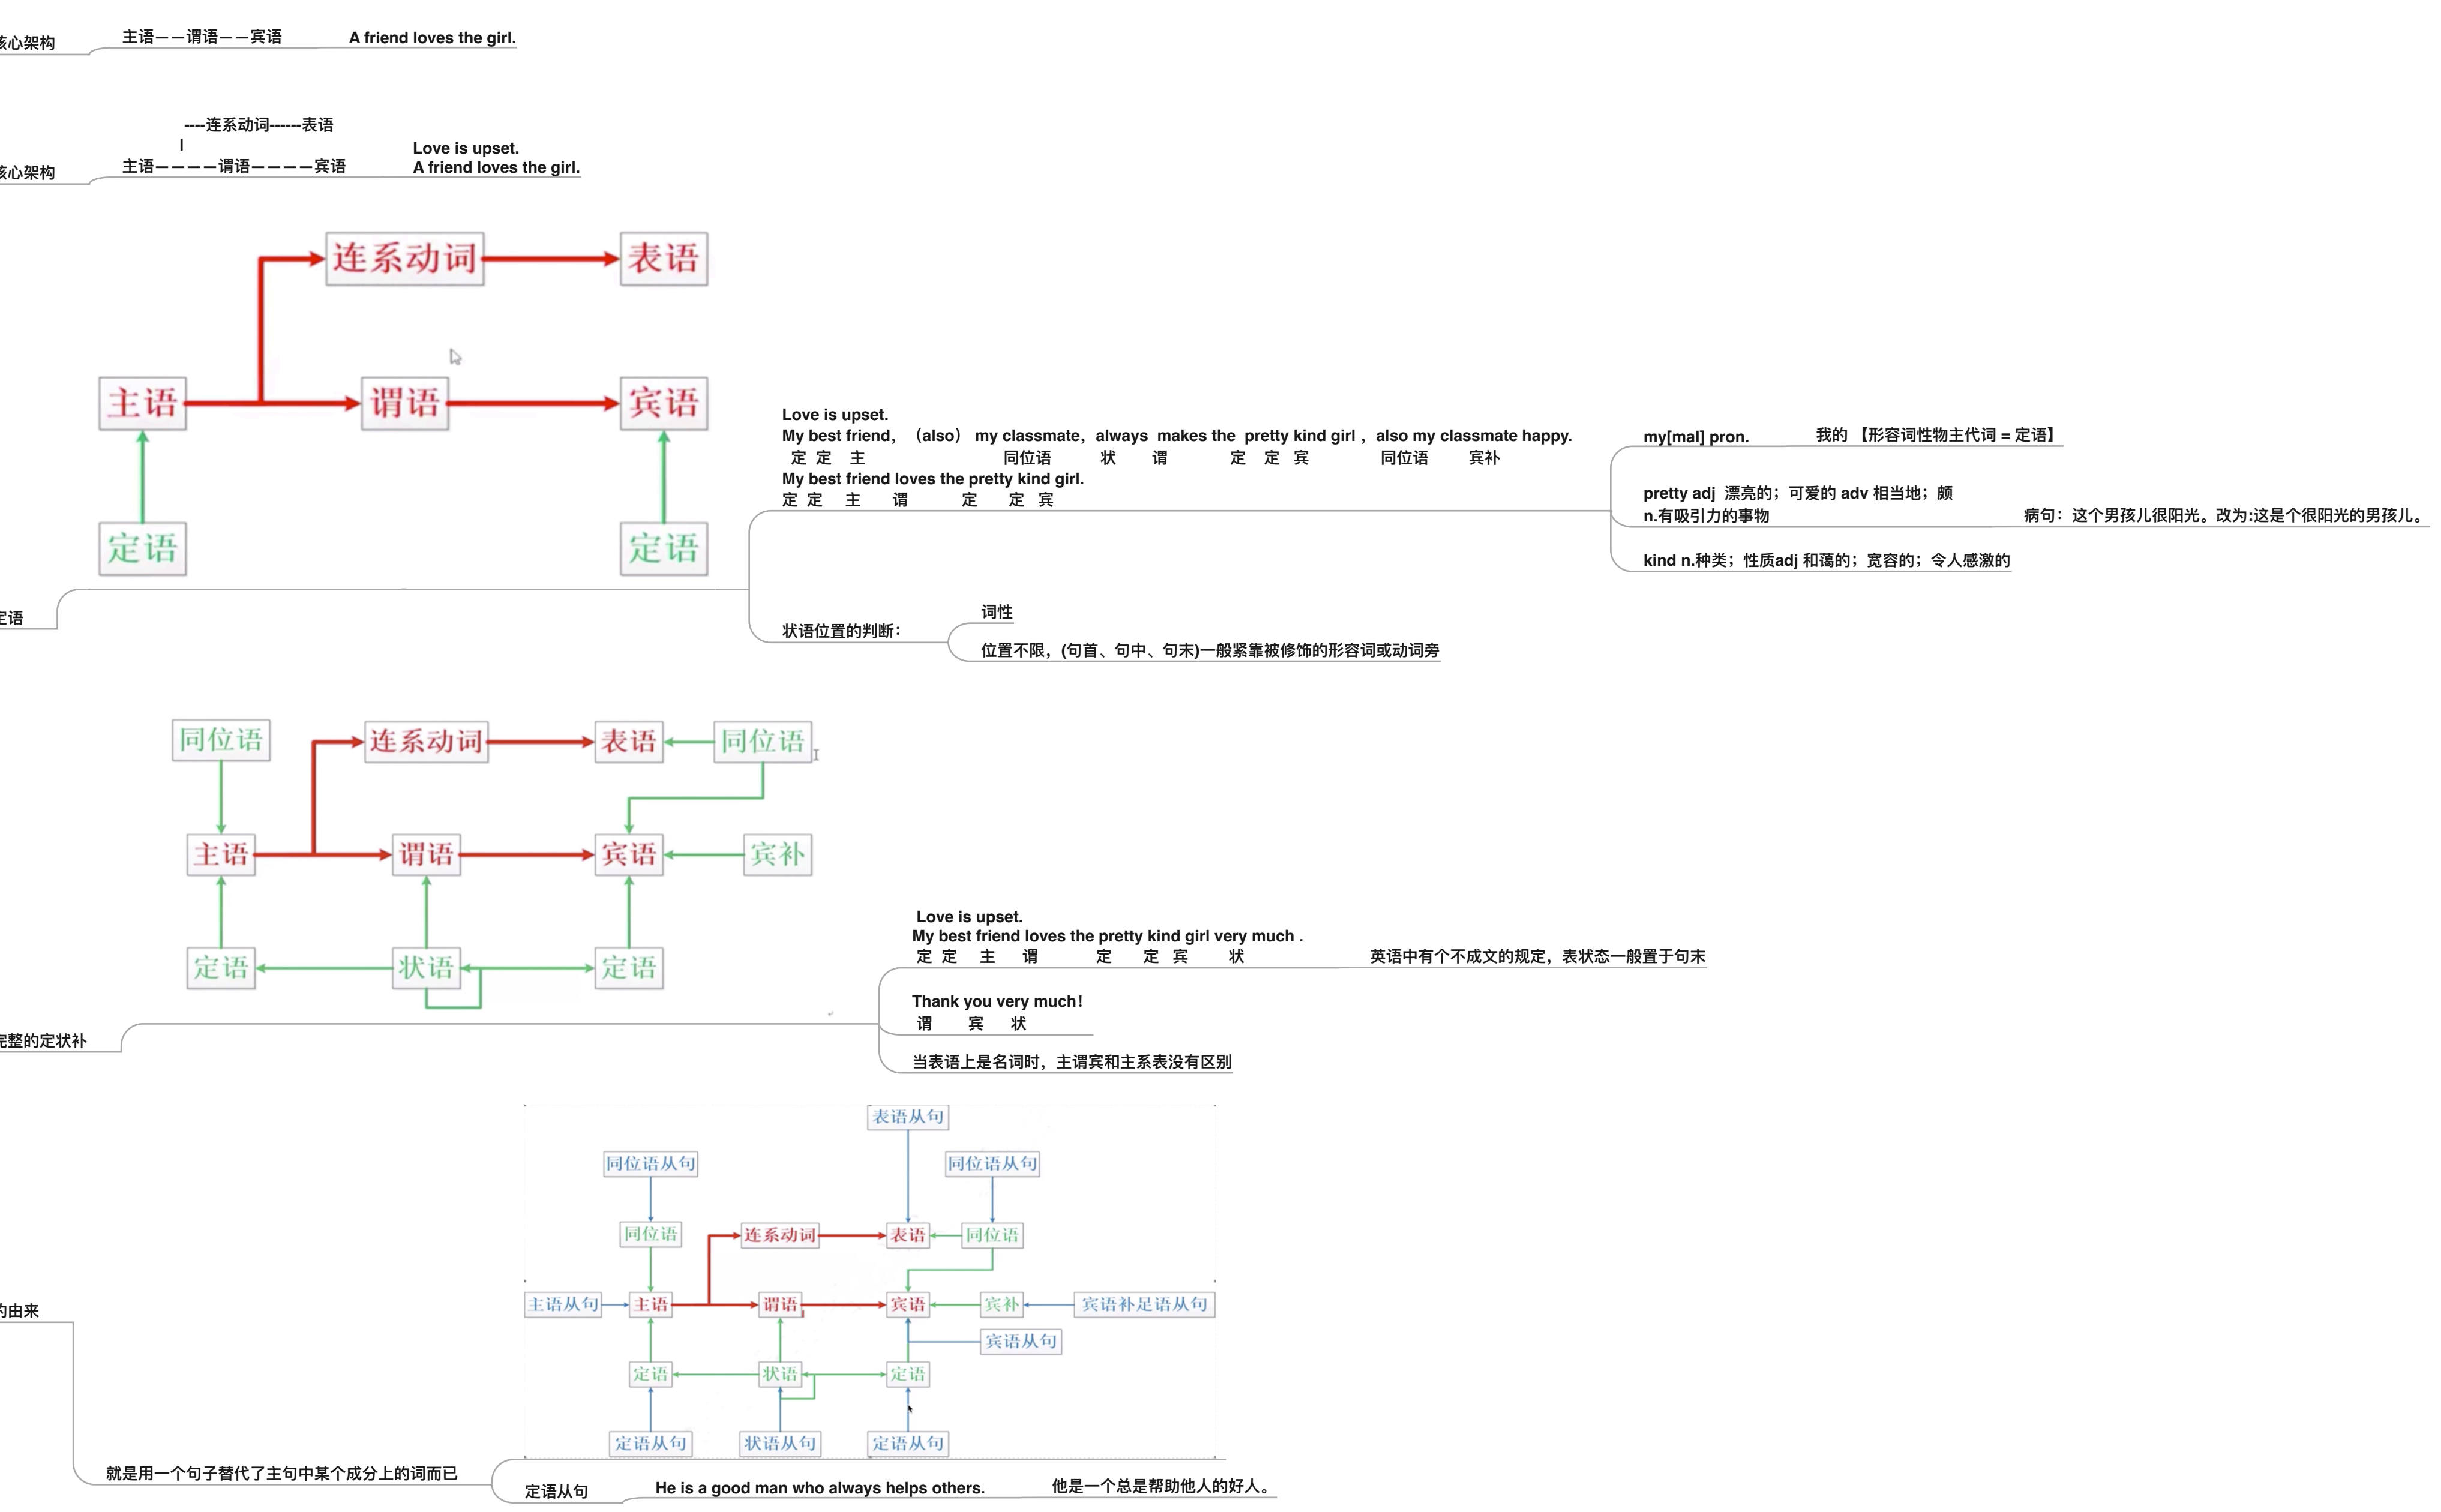 核心架构
主语——谓语——宾语
A friend loves the girl.
----连系动词------表语
|
核心架构
主语————谓语————宾语
Love is upset.
A friend loves the girl.
连系动词
表语
主语
谓语
宾语
定语
定语
定语
Love is upset.
My best friend, （also） my classmate, always makes the pretty kind girl , also my classmate happy.
定 定 主 同位语 状 谓 定 定 宾 同位语 宾补
My best friend loves the pretty kind girl.
定 定 主 谓 定 定 宾
my[mal] pron.
我的 【形容词性物主代词 = 定语】
pretty adj 漂亮的；可爱的 adv 相当地；颇
n.有吸引力的事物
病句：这个男孩儿很阳光。改为:这是个很阳光的男孩儿。
kind n.种类；性质adj 和蔼的；宽容的；令人感激的
状语位置的判断：
词性
位置不限，(句首、句中、句末)一般紧靠被修饰的形容词或动词旁
同位语
连系动词
表语
同位语
主语
谓语
宾语
宾补
定语
状语
定语
完整的定状补
Love is upset.
My best friend loves the pretty kind girl very much .
定 定 主 谓 定 定 宾 状
英语中有个不成文的规定，表状态一般置于句末
Thank you very much！
谓 宾 状
当表语上是名词时，主谓宾和主系表没有区别
表语从句
同位语从句
同位语从句
同位语
连系动词
表语
同位语
主语从句
主语
谓语
宾语
宾补
宾语补足语从句
宾语从句
定语
状语
定语
定语从句
状语从句
定语从句
的由来
就是用一个句子替代了主句中某个成分上的词而已
定语从句
He is a good man who always helps others.
他是一个总是帮助他人的好人。